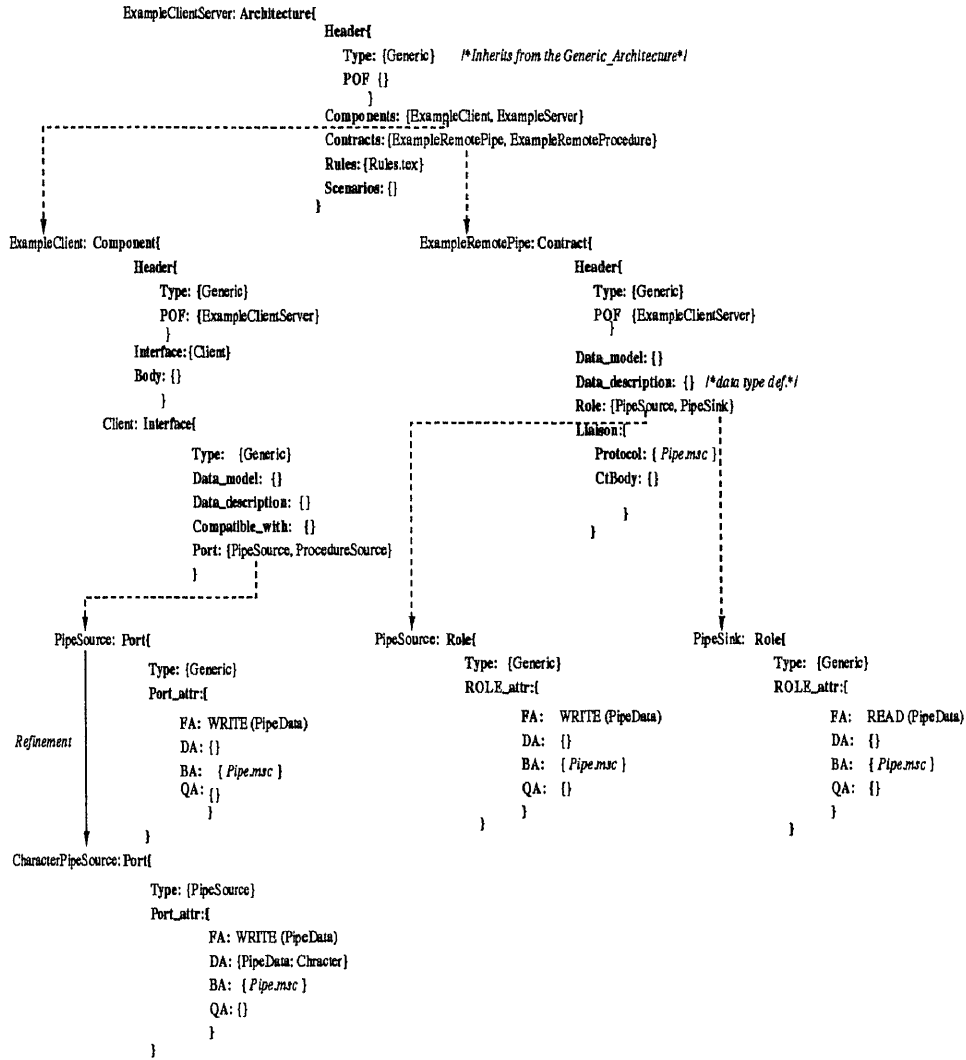 ExampleClientServer: Architecture{
Header{
Type: {Generic} /*Inherits from the Generic_Architecture*/
POF {}
}
Components: {ExampleClient, ExampleServer}
Contracts: {ExampleRemotePipe, ExampleRemoteProcedure}
Rules: {Rules.tex}
Scenarios: {}
}
ExampleClient: Component{
Header{
Type: {Generic}
POF: {ExampleClientServer}
}
Interface: {Client}
Body: {}
}
Client: Interface{
Type: {Generic}
Data_model: {}
Data_description: {}
Compatible_with: {}
Port: {PipeSource, ProcedureSource}
}
ExampleRemotePipe: Contract{
Header{
Type: {Generic}
POF {ExampleClientServer}
}
Data_model: {}
Data_description: {} /*data type def.*/
Role: {PipeSource, PipeSink}
Liaison:{
Protocol: { Pipe.msc }
CtBody: {}
}
}
PipeSource: Port{
Type: {Generic}
Port_attr:{
FA: WRITE (PipeData)
DA: {}
BA: { Pipe.msc }
QA: {}
}
}
Refinement
PipeSource: Role{
Type: {Generic}
ROLE_attr:{
FA: WRITE (PipeData)
DA: {}
BA: { Pipe.msc }
QA: {}
}
}
PipeSink: Role{
Type: {Generic}
ROLE_attr:{
FA: READ (PipeData)
DA: {}
BA: { Pipe.msc }
QA: {}
}
}
CharacterPipeSource: Port{
Type: {PipeSource}
Port_attr:{
FA: WRITE (PipeData)
DA: {PipeData: Chracter}
BA: { Pipe.msc }
QA: {}
}
}